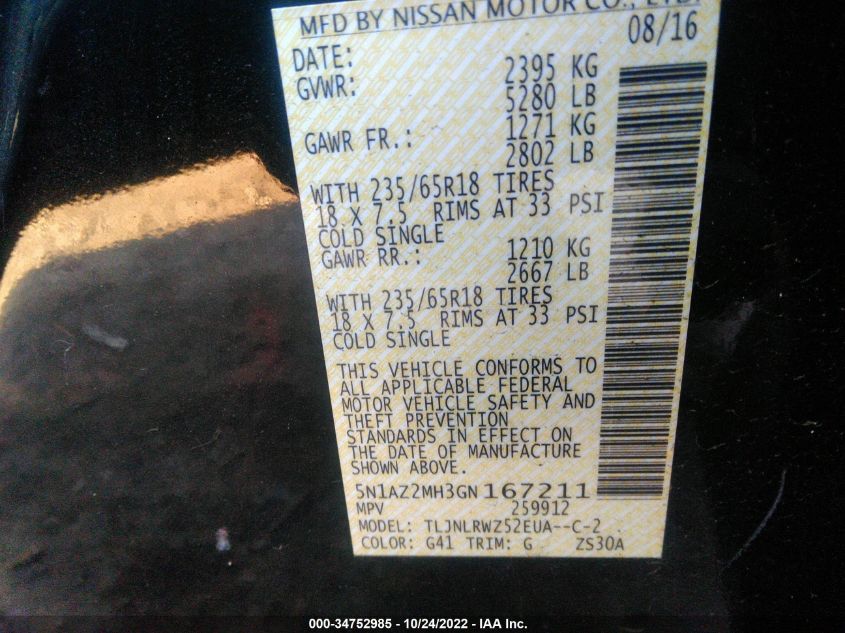 MFD BY NISSAN MOTOR CO., LTD.
DATE: 08/16
GVWR: 2395 KG
5280 LB
GAWR FR.: 1271 KG
2802 LB
WITH 235/65R18 TIRES
18 X 7.5 RIMS AT 33 PSI
COLD SINGLE
GAWR RR.: 1210 KG
2667 LB
WITH 235/65R18 TIRES
18 X 7.5 RIMS AT 33 PSI
COLD SINGLE
THIS VEHICLE CONFORMS TO
ALL APPLICABLE FEDERAL
MOTOR VEHICLE SAFETY AND
THEFT PREVENTION
STANDARDS IN EFFECT ON
THE DATE OF MANUFACTURE
SHOWN ABOVE.
5N1AZ2MH3GN167211
MPV 259912
MODEL: TLJNLRWZ52EUA--C-2
COLOR: G41 TRIM: G ZS30A
000-34752985 - 10/24/2022 - IAA Inc.